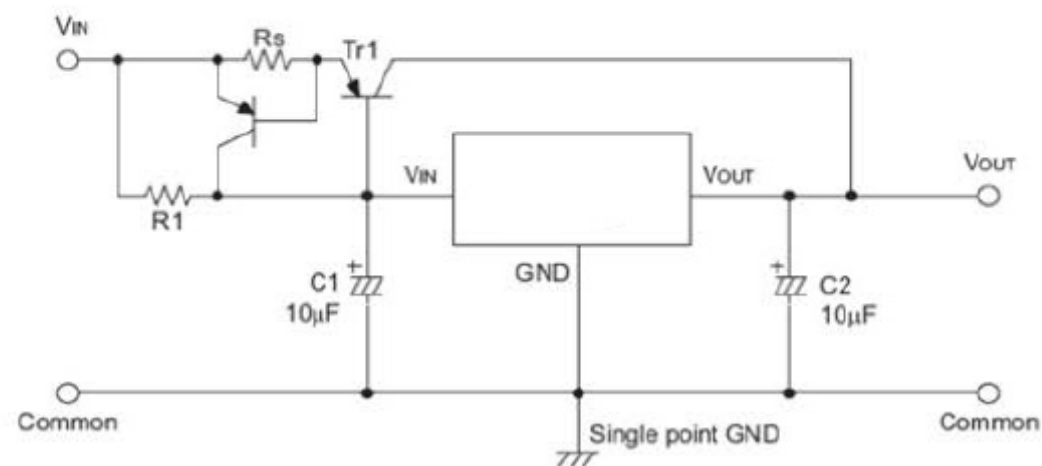 VIN
Rs
Tr1
VIN
VOUT
VOUT
R1
GND
C1
10µF
C2
10µF
Common
Common
Single point GND